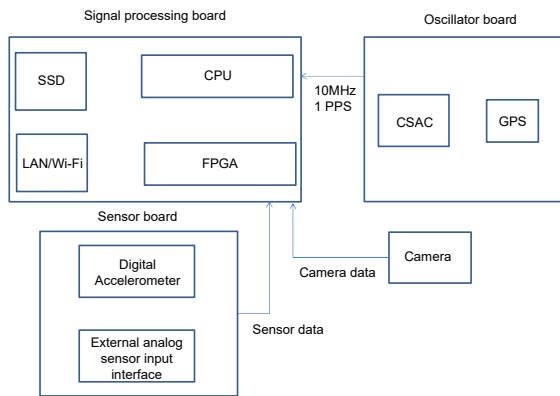 Signal processing board
Oscillator board
SSD
CPU
10MHz
1 PPS
CSAC
GPS
LAN/Wi-Fi
FPGA
Sensor board
Digital
Accelerometer
Camera data
Camera
Sensor data
External analog
sensor input
interface